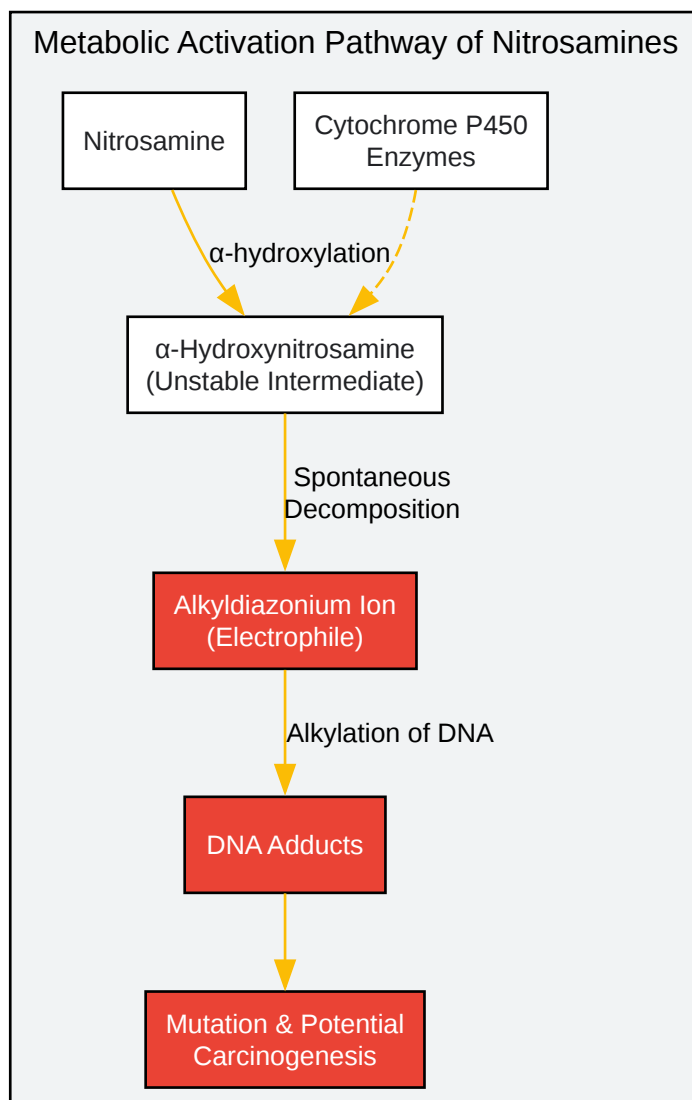 Metabolic Activation Pathway of Nitrosamines
Nitrosamine
Cytochrome P450
Enzymes
α-hydroxylation
α-Hydroxynitrosamine
(Unstable Intermediate)
Spontaneous
Decomposition
Alkyldiazonium Ion
(Electrophile)
Alkylation of DNA
DNA Adducts
Mutation & Potential
Carcinogenesis